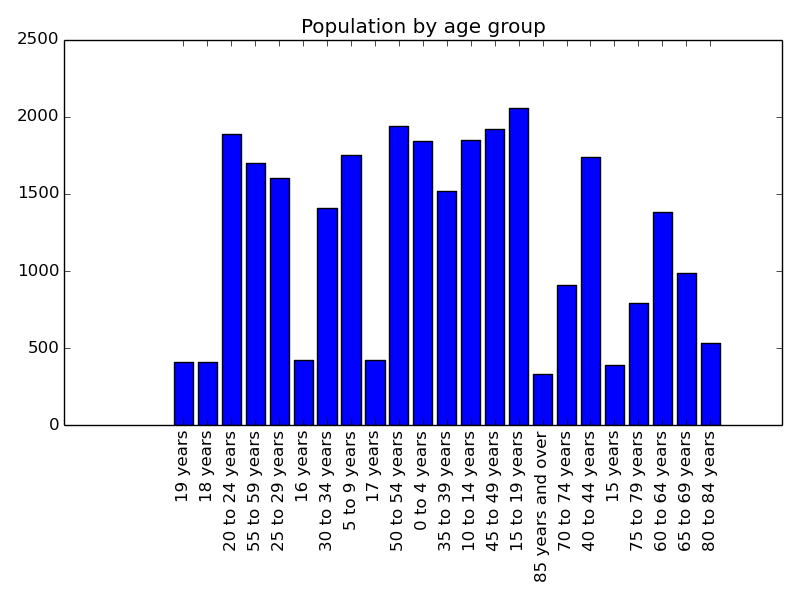 Population by age group
2500
2000
1500
1000
500
0
19 years
18 years
20 to 24 years
55 to 59 years
25 to 29 years
16 years
30 to 34 years
5 to 9 years
17 years
50 to 54 years
0 to 4 years
35 to 39 years
10 to 14 years
45 to 49 years
15 to 19 years
85 years and over
70 to 74 years
40 to 44 years
15 years
75 to 79 years
60 to 64 years
65 to 69 years
80 to 84 years